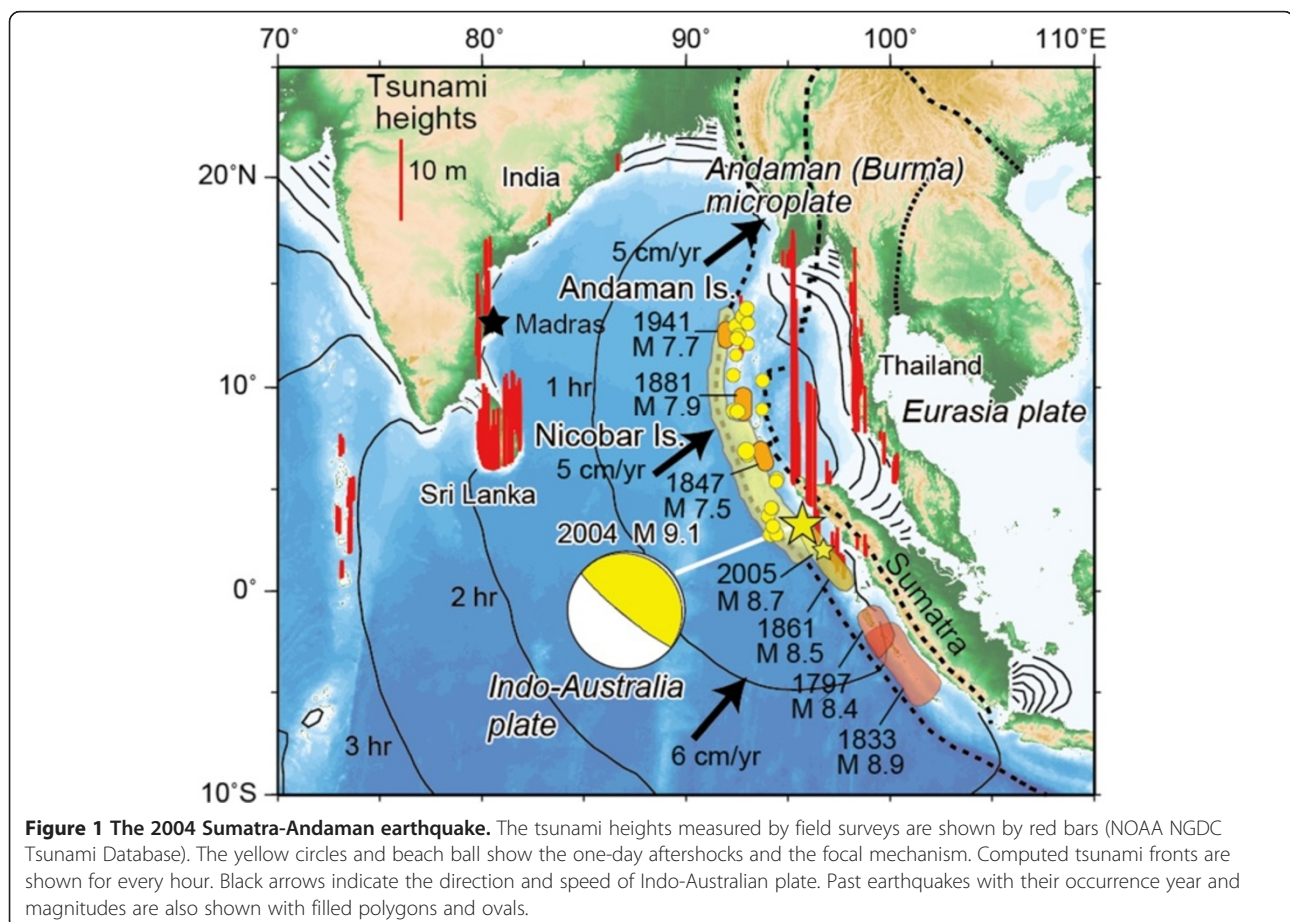 70°
80°
90°
100°
110°E
Tsunami
heights
10 m
India
20°N
Andaman (Burma)
microplate
5 cm/yr
Andaman Is.
1941
M 7.7
Madras
Thailand
10°
1 hr
1881
M 7.9
Eurasia plate
Nicobar Is.
5 cm/yr
1847
M 7.5
Sri Lanka
2004 M 9.1
0°
2 hr
2005
M 8.7
Sumatra
1861
M 8.5
1797
M 8.4
Indo-Australia
plate
3 hr
6 cm/yr
1833
M 8.9
10°S
Figure 1 The 2004 Sumatra-Andaman earthquake. The tsunami heights measured by field surveys are shown by red bars (NOAA NGDC
Tsunami Database). The yellow circles and beach ball show the one-day aftershocks and the focal mechanism. Computed tsunami fronts are
shown for every hour. Black arrows indicate the direction and speed of Indo-Australian plate. Past earthquakes with their occurrence year and
magnitudes are also shown with filled polygons and ovals.